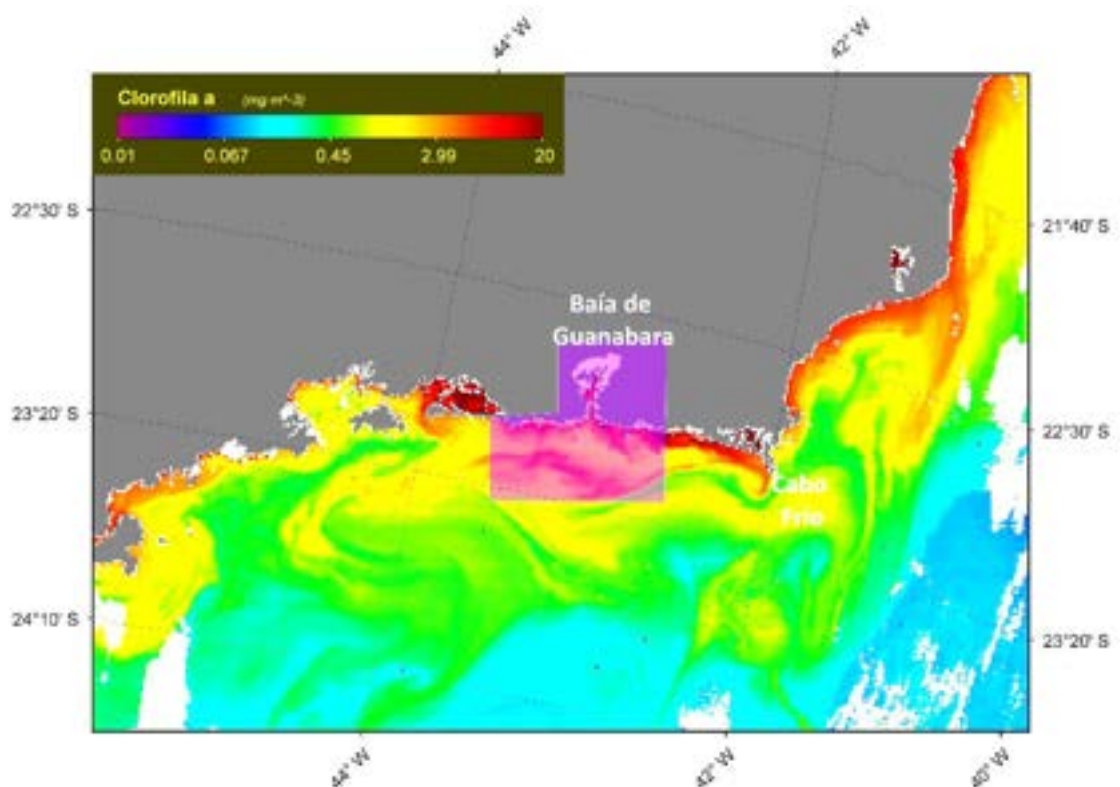 44° W
42° W
Clorofila a (mg m^-3)
0.01 0.067 0.45 2.99 20
22°30' S
21°40' S
Baía de
Guanabara
23°20' S
22°30' S
Cabo
Frio
24°10' S
23°20' S
44° W
42° W
40° W